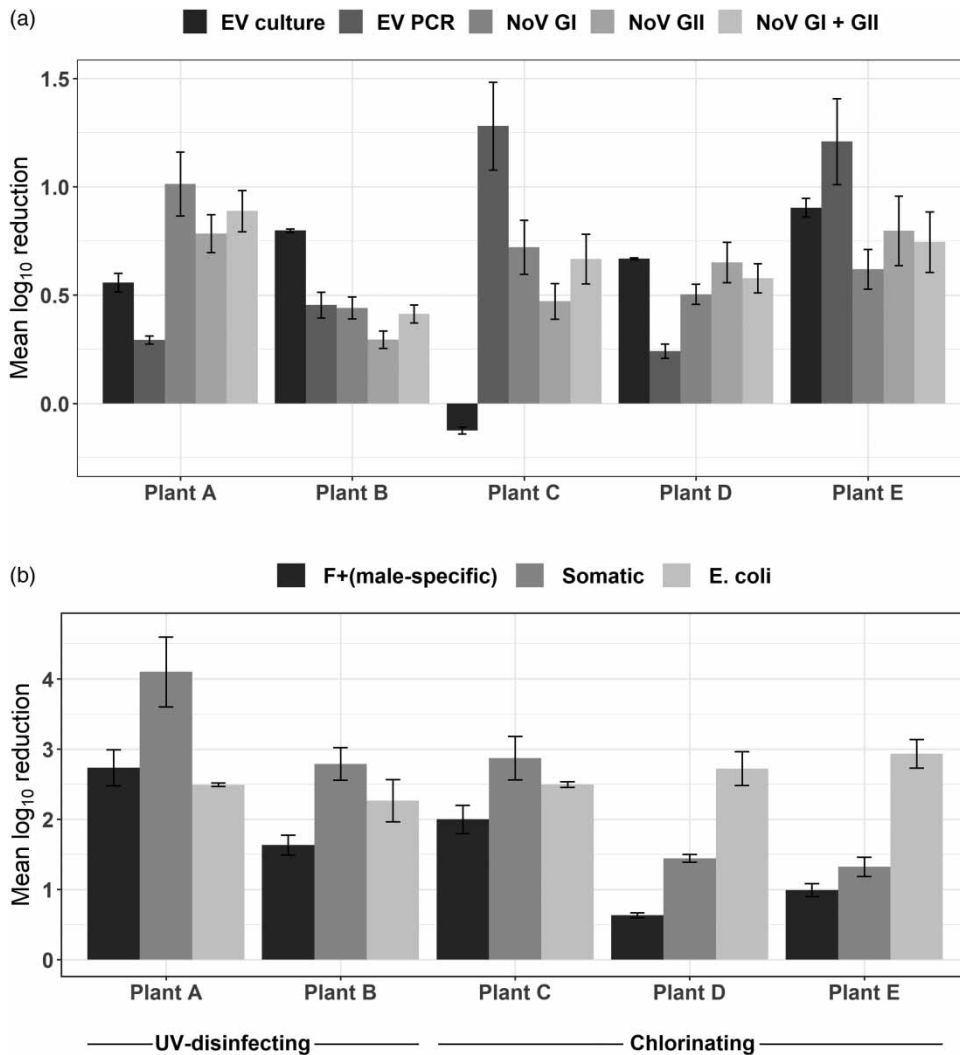 (a)
EV culture EV PCR NoV GI NoV GII NoV GI + GII
Mean log10 reduction
1.5
1.0
0.5
0.0
Plant A Plant B Plant C Plant D Plant E
(b)
F+(male-specific) Somatic E. coli
Mean log10 reduction
4
3
2
1
0
Plant A Plant B Plant C Plant D Plant E
UV-disinfecting Chlorinating